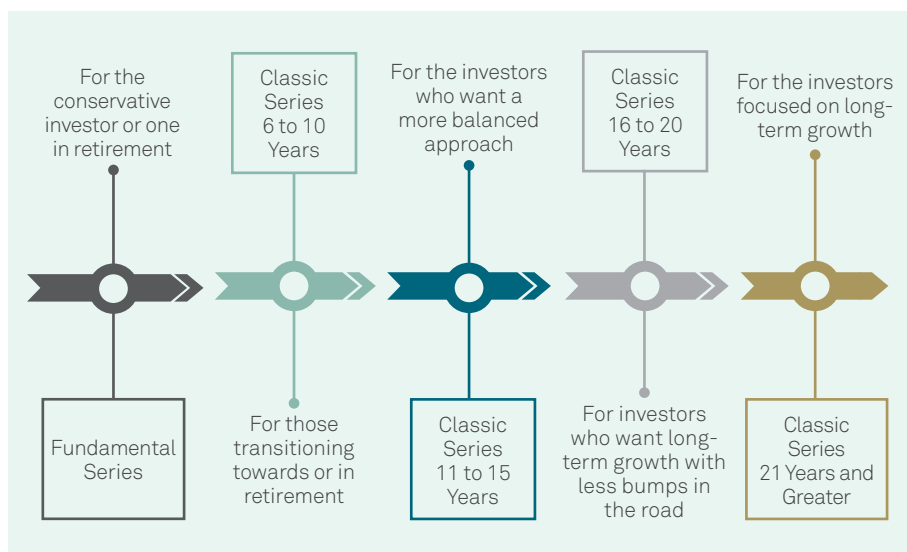 For the
conservative
investor or one
in retirement
Fundamental
Series
Classic
Series
6 to 10
Years
For those
transitioning
towards or in
retirement
For the investors
who want a
more balanced
approach
Classic
Series
11 to 15
Years
Classic
Series
16 to 20
Years
For investors
who want long-
term growth with
less bumps in
the road
For the investors
focused on long-
term growth
Classic
Series
21 Years and
Greater